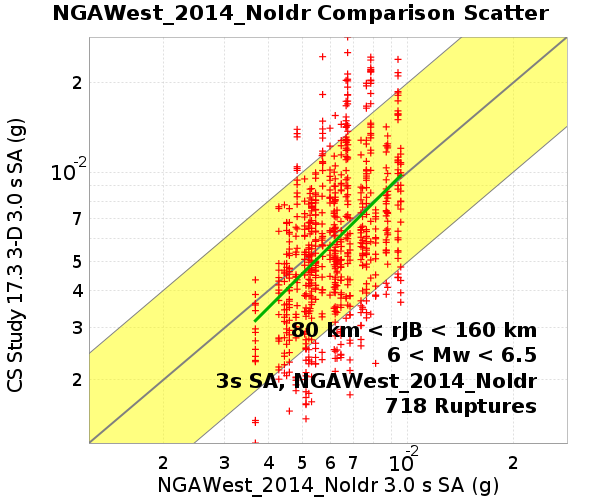 NGAWest_2014_NoIdr Comparison Scatter
CS Study 17.3 3-D 3.0 s SA (g)
2
10-2
7
5
4
3
2
80 km < rJB < 160 km
6 < Mw < 6.5
3s SA, NGAWest_2014_NoIdr
718 Ruptures
2 3 4 5 6 7 10-2 2
NGAWest_2014_NoIdr 3.0 s SA (g)